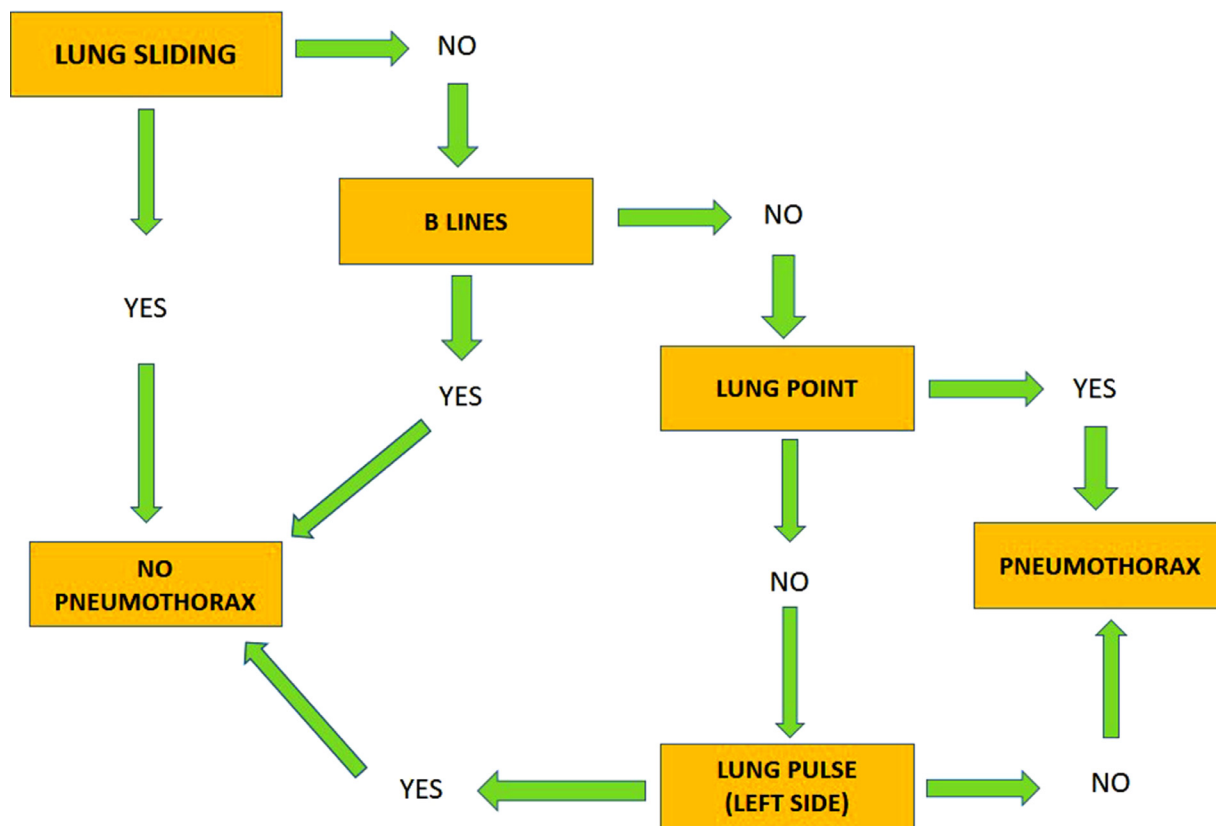 LUNG SLIDING
NO
B LINES
NO
YES
YES
LUNG POINT
YES
NO
PNEUMOTHORAX
NO
PNEUMOTHORAX
NO
LUNG PULSE
(LEFT SIDE)
YES
NO